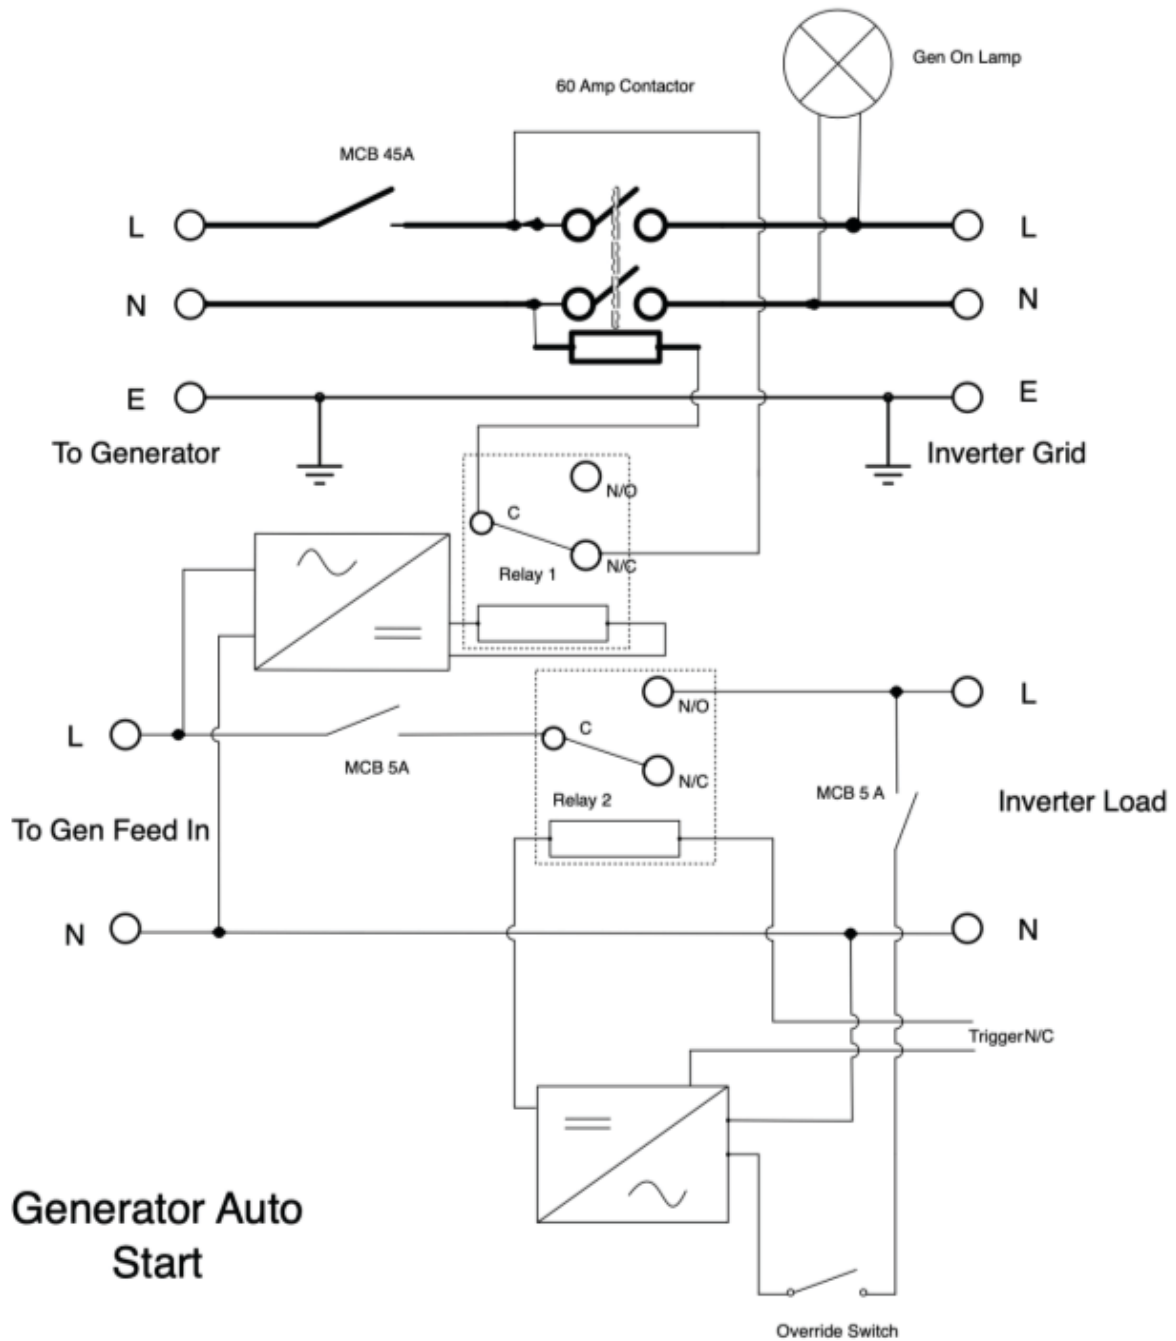 Gen On Lamp
60 Amp Contactor
MCB 45A
L
L
N
N
E
E
To Generator
Inverter Grid
N/O
C
N/C
Relay 1
L
N/O
C
L
N/C
MCB 5A
MCB 5 A
Relay 2
Inverter Load
To Gen Feed In
N
N
TriggerN/C
Generator Auto
Start
Override Switch